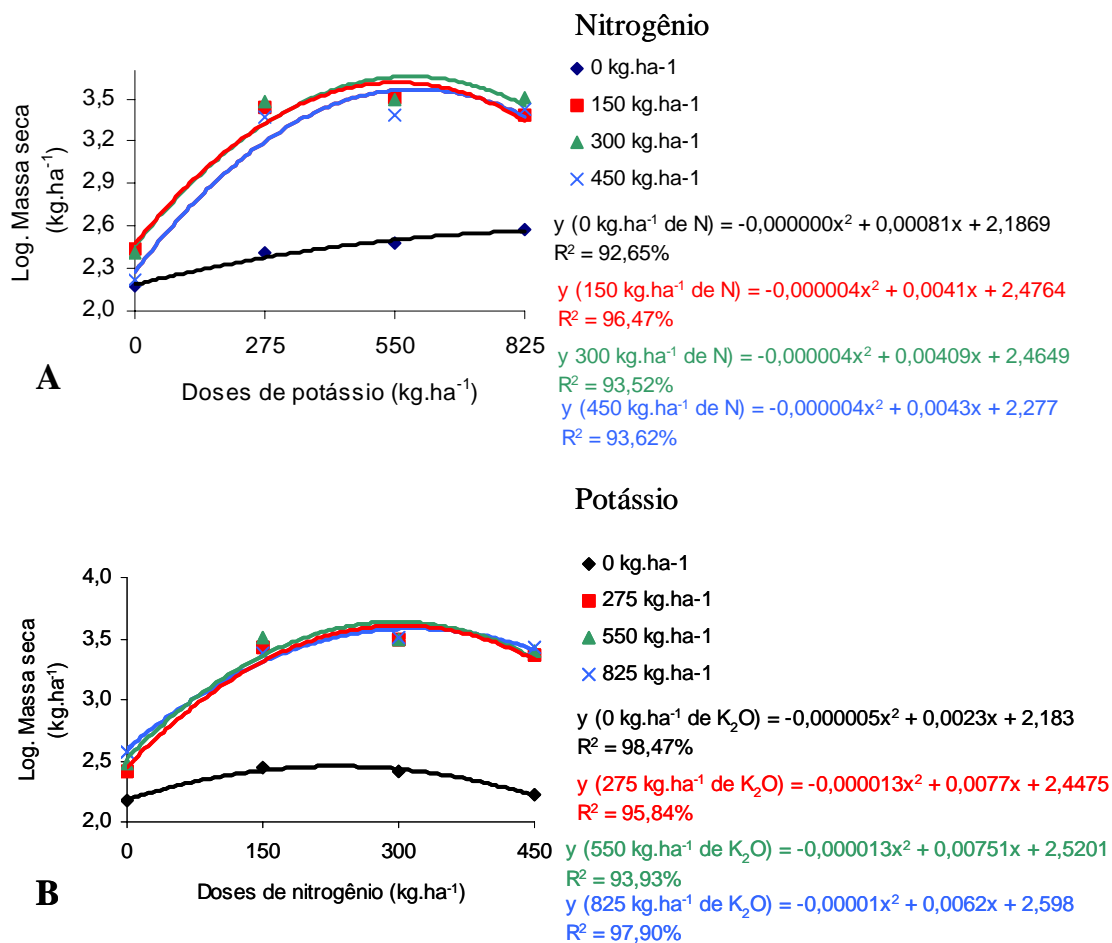 Nitrogênio
0 kg.ha-1
150 kg.ha-1
300 kg.ha-1
450 kg.ha-1
Log. Massa seca
(kg.ha⁻¹)
3,5
3,2
2,9
2,6
2,3
2,0
0 275 550 825
Doses de potássio (kg.ha⁻¹)
A
y (0 kg.ha⁻¹ de N) = -0,000000x² + 0,00081x + 2,1869
R² = 92,65%
y (150 kg.ha⁻¹ de N) = -0,000004x² + 0,0041x + 2,4764
R² = 96,47%
y 300 kg.ha⁻¹ de N) = -0,000004x² + 0,00409x + 2,4649
R² = 93,52%
y (450 kg.ha⁻¹ de N) = -0,000004x² + 0,0043x + 2,277
R² = 93,62%
Potássio
0 kg.ha-1
275 kg.ha-1
550 kg.ha-1
825 kg.ha-1
Log. Massa seca
(kg.ha⁻¹)
4,0
3,5
3,0
2,5
2,0
0 150 300 450
Doses de nitrogênio (kg.ha⁻¹)
B
y (0 kg.ha⁻¹ de K₂O) = -0,000005x² + 0,0023x + 2,183
R² = 98,47%
y (275 kg.ha⁻¹ de K₂O) = -0,000013x² + 0,0077x + 2,4475
R² = 95,84%
y (550 kg.ha⁻¹ de K₂O) = -0,000013x² + 0,00751x + 2,5201
R² = 93,93%
y (825 kg.ha⁻¹ de K₂O) = -0,00001x² + 0,0062x + 2,598
R² = 97,90%